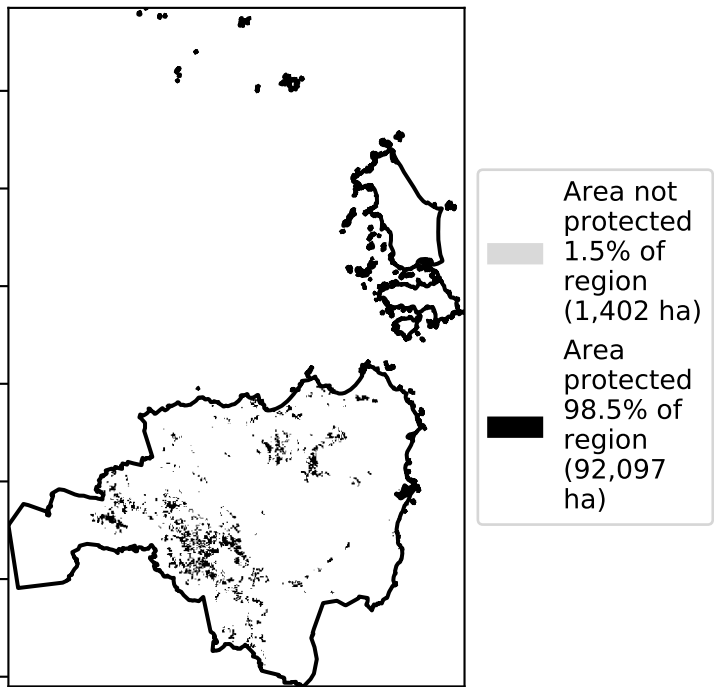 Area not
protected
1.5% of
region
(1,402 ha)
Area
protected
98.5% of
region
(92,097
ha)